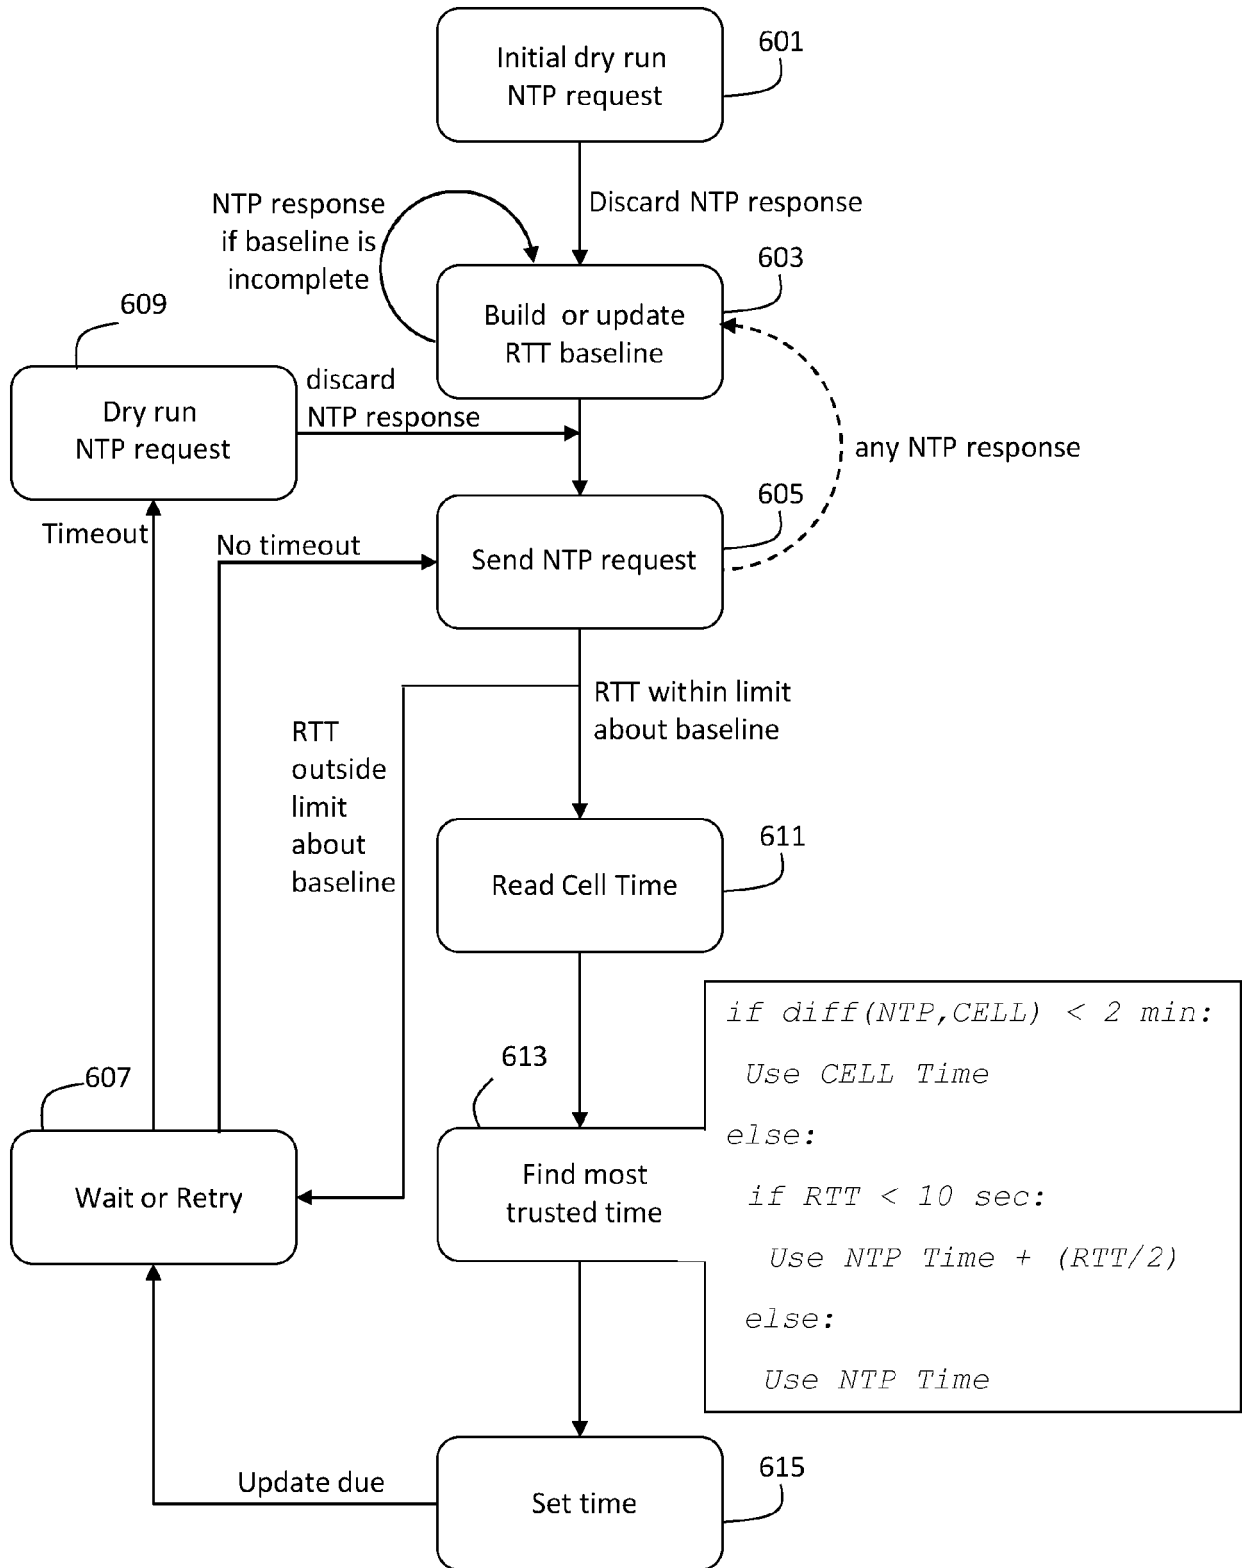 Initial dry run
NTP request
601
Discard NTP response
NTP response
if baseline is
incomplete
603
Build or update
RTT baseline
609
Dry run
NTP request
discard
NTP response
any NTP response
605
Timeout
No timeout
Send NTP request
RTT within limit
about baseline
RTT
outside
limit
about
baseline
611
Read Cell Time
if diff(NTP,CELL) < 2 min:
Use CELL Time
else:
if RTT < 10 sec:
Use NTP Time + (RTT/2)
else:
Use NTP Time
613
607
Find most
trusted time
Wait or Retry
Update due
615
Set time